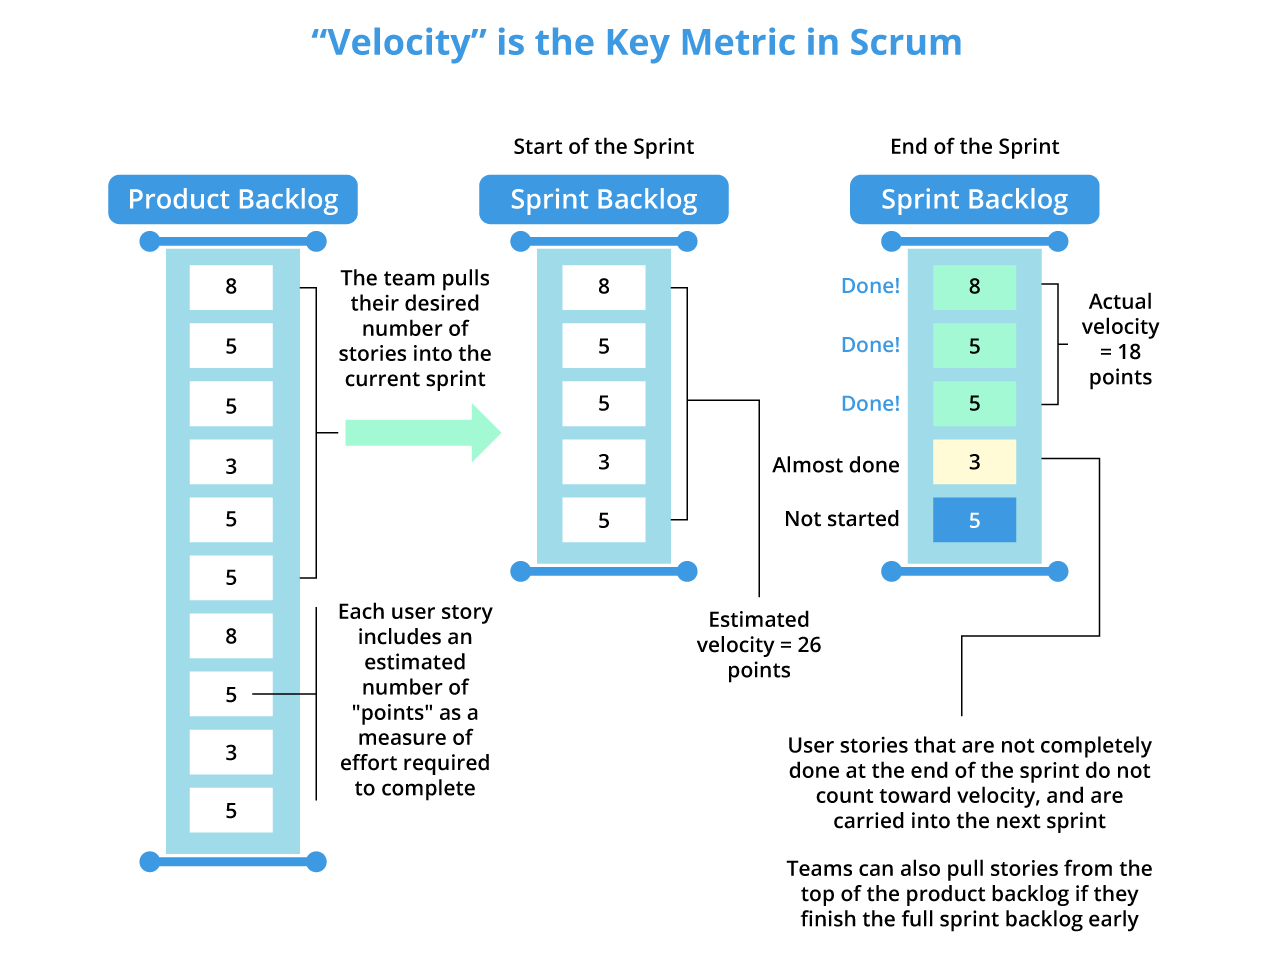 “Velocity” is the Key Metric in Scrum
Product Backlog
8
5
5
3
5
5
8
5
3
5
The team pulls
their desired
number of
stories into the
current sprint
Each user story
includes an
estimated
number of
"points" as a
measure of
effort required
to complete
Start of the Sprint
Sprint Backlog
8
5
5
3
5
Estimated
velocity = 26
points
End of the Sprint
Sprint Backlog
Done! 8
Done! 5
Done! 5
Almost done 3
Not started 5
Actual
velocity
= 18
points
User stories that are not completely
done at the end of the sprint do not
count toward velocity, and are
carried into the next sprint
Teams can also pull stories from the
top of the product backlog if they
finish the full sprint backlog early